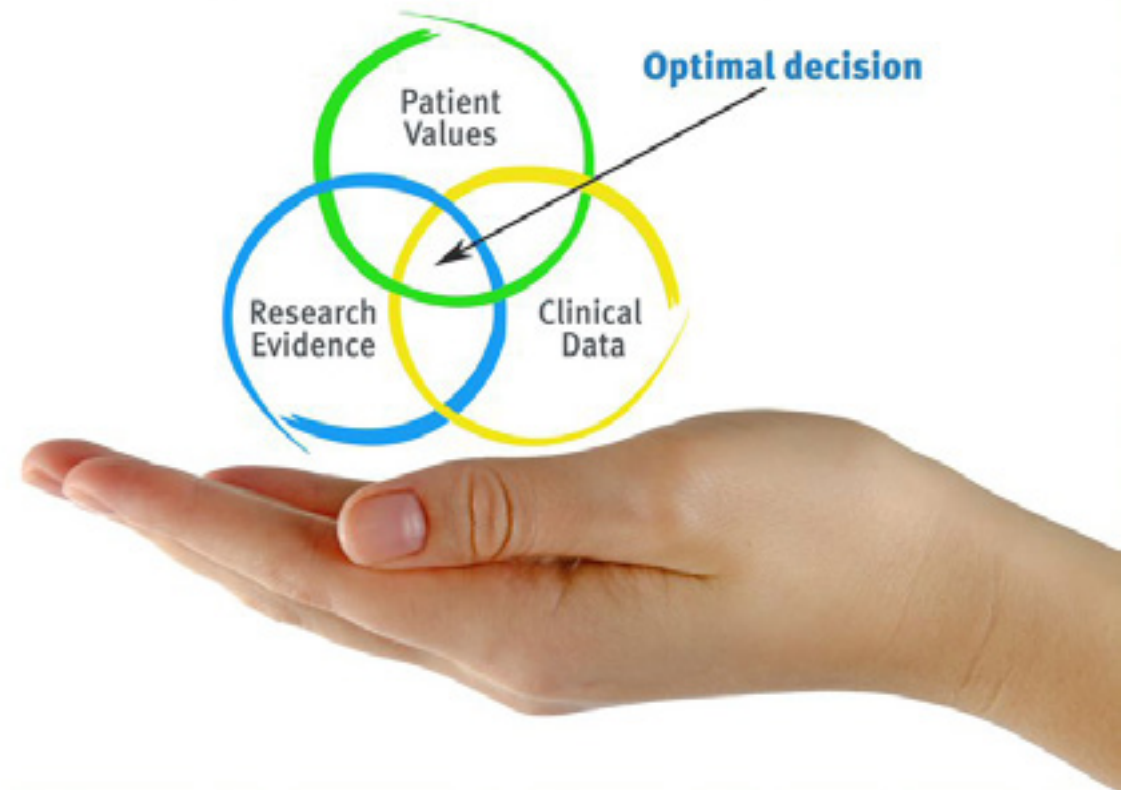 Optimal decision
Patient
Values
Research
Evidence
Clinical
Data